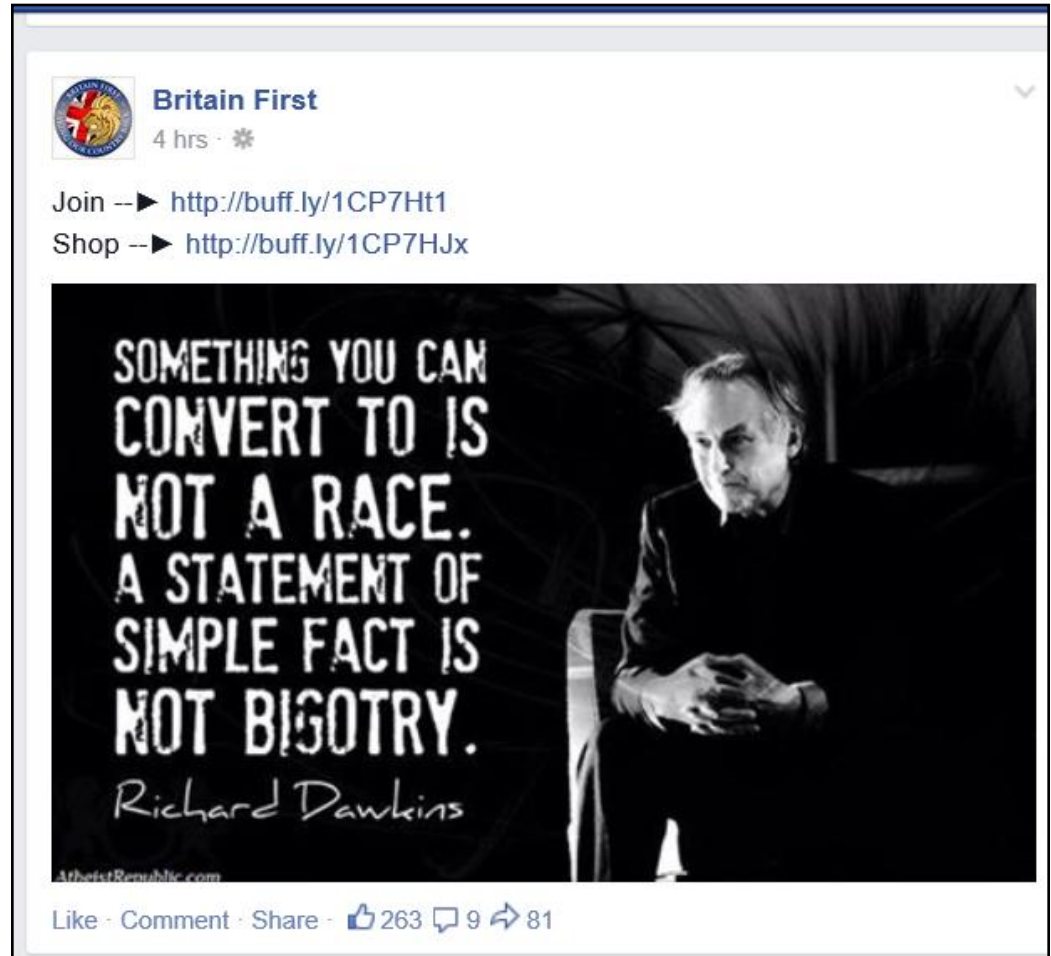 Britain First
4 hrs ·
Join --► http://buff.ly/1CP7Ht1
Shop --► http://buff.ly/1CP7HJx
SOMETHING YOU CAN
CONVERT TO IS
NOT A RACE.
A STATEMENT OF
SIMPLE FACT IS
NOT BIGOTRY.
Richard Dawkins
AtheistRepublic.com
Like · Comment · Share · 263 9 81